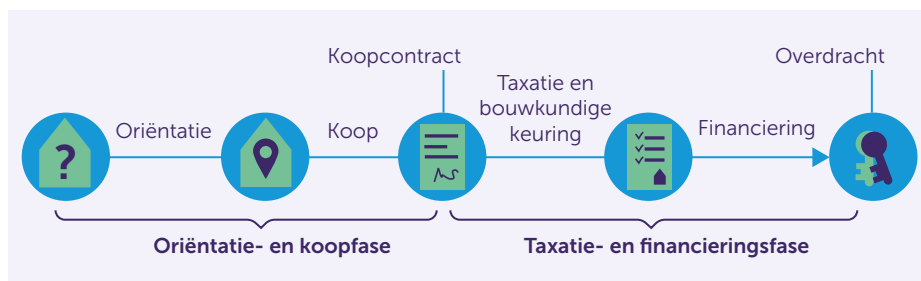 Koopcontract
Overdracht
Oriëntatie
Koop
Taxatie en
bouwkundige
keuring
Financiering
?
Oriëntatie- en koopfase
Taxatie- en financieringsfase